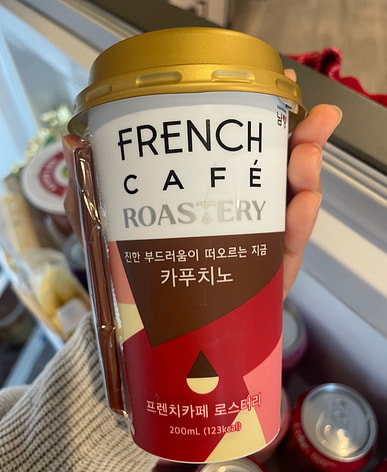 FRENCH
CAFÉ
ROASTERY
진한 부드러움이 떠오르는 지금
카푸치노
프렌치카페 로스터리
200mL (123kcal)